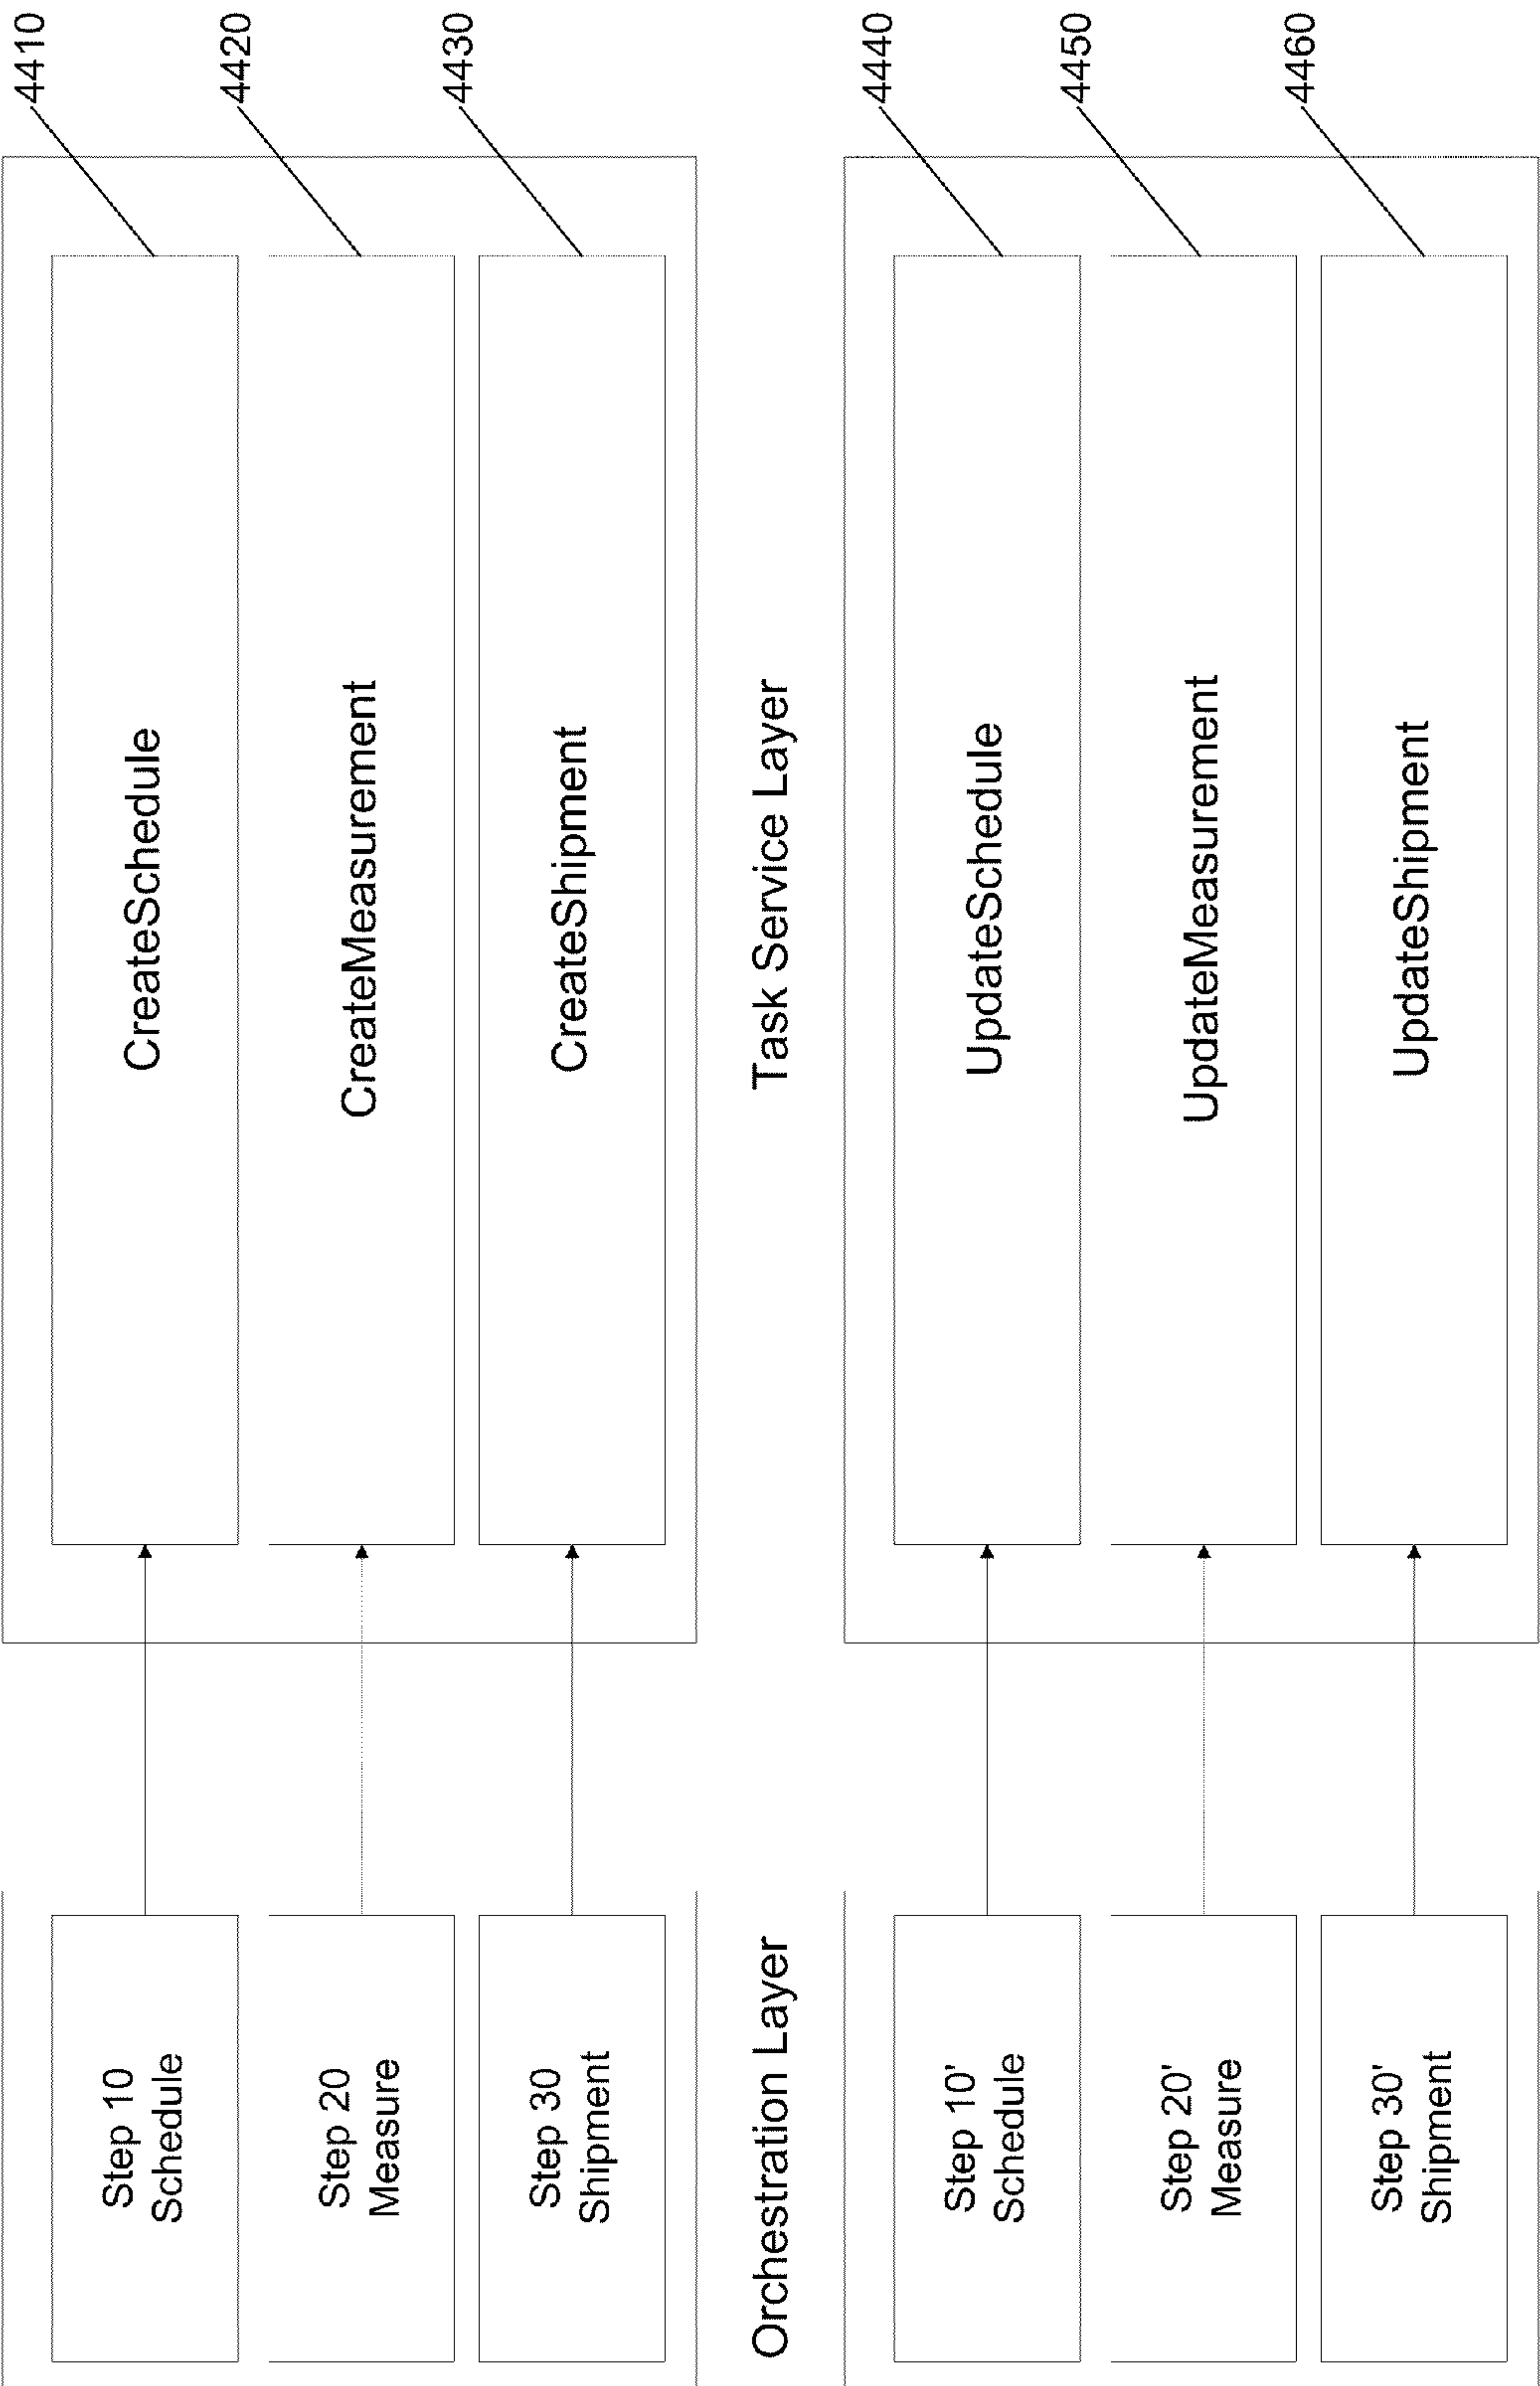 Step 10
Schedule
CreateSchedule
4410
Step 20
Measure
CreateMeasurement
4420
Step 30
Shipment
CreateShipment
4430
Orchestration Layer
Task Service Layer
Step 10'
Schedule
UpdateSchedule
4440
Step 20'
Measure
UpdateMeasurement
4450
Step 30'
Shipment
UpdateShipment
4460